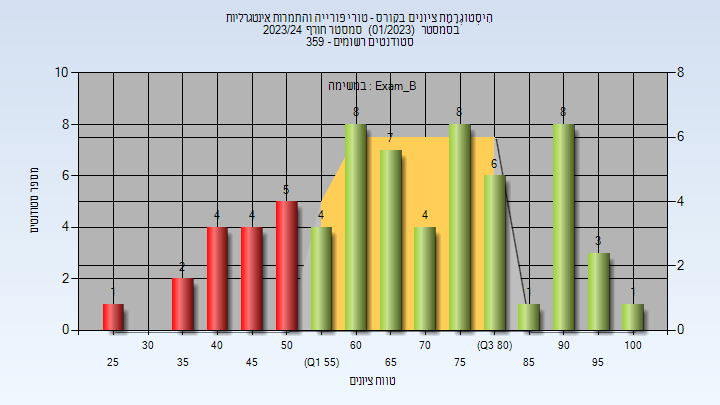 הִיסְטוֹגְרָמַת ציונים בקורס - טורי פורייה והתמרות אינטגרליות
בסמסטר (01/2023) סמסטר חורף 2023/24
סטודנטים רשומים - 359
במשימה : Exam_B
10 8 6 4 2 0
8 6 4 2 0
מספר סטודנטים
1 2 4 4 5 4 8 7 4 8 6 1 8 3 1
30 40 50 60 70 (Q3 80) 90 100
25 35 45 (Q1 55) 65 75 85 95
טווח ציונים